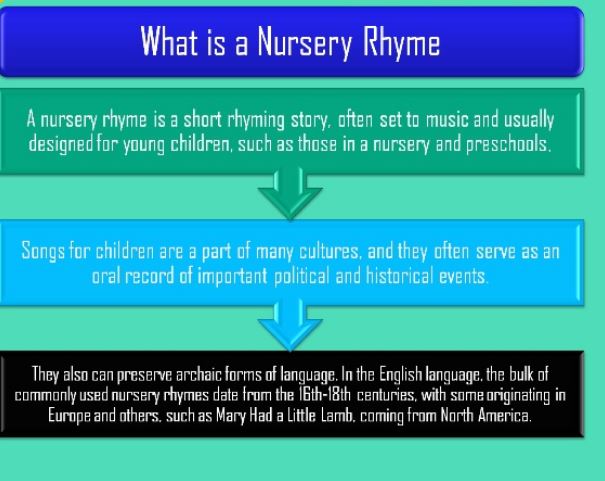 What is a Nursery Rhyme
A nursery rhyme is a short rhyming story, often set to music and usually
designed for young children, such as those in a nursery and preschools.
Songs for children are a part of many cultures, and they often serve as an
oral record of important political and historical events.
They also can preserve archaic forms of language. In the English language, the bulk of
commonly used nursery rhymes date from the 16th-18th centuries, with some originating in
Europe and others, such as Mary Had a Little Lamb, coming from North America.